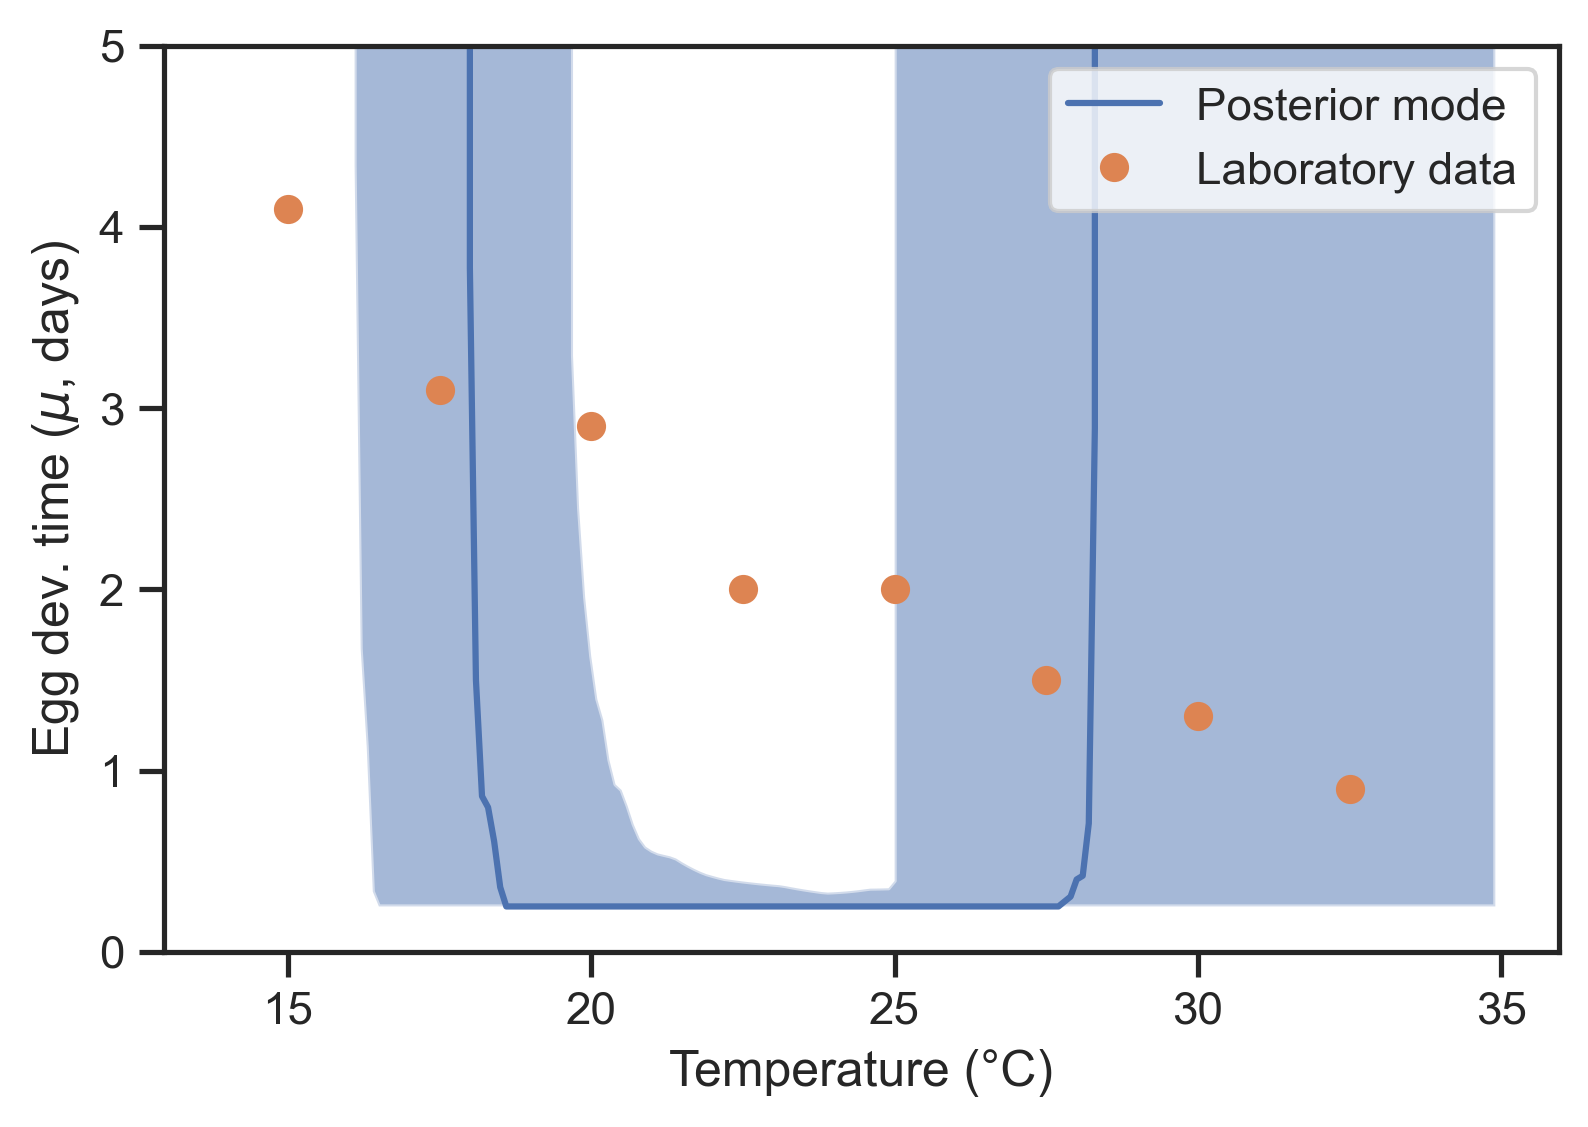 5
4
3
2
1
0
Egg dev. time (μ, days)
Posterior mode
Laboratory data
15 20 25 30 35
Temperature (°C)